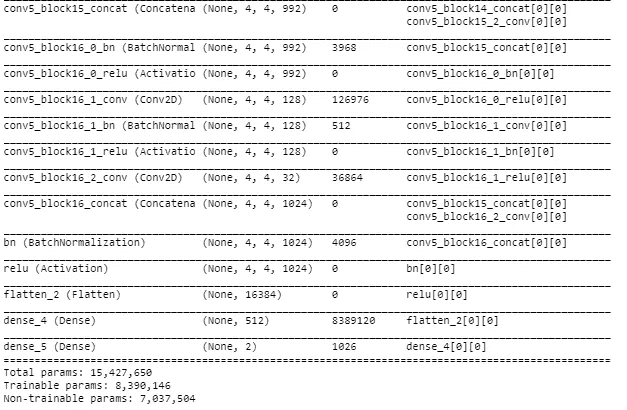 conv5_block15_concat (Concatena (None, 4, 4, 992) 0 conv5_block14_concat[0][0]
conv5_block15_2_conv[0][0]
conv5_block16_0_bn (BatchNormal (None, 4, 4, 992) 3968 conv5_block15_concat[0][0]
conv5_block16_0_relu (Activatio (None, 4, 4, 992) 0 conv5_block16_0_bn[0][0]
conv5_block16_1_conv (Conv2D) (None, 4, 4, 128) 126976 conv5_block16_0_relu[0][0]
conv5_block16_1_bn (BatchNormal (None, 4, 4, 128) 512 conv5_block16_1_conv[0][0]
conv5_block16_1_relu (Activatio (None, 4, 4, 128) 0 conv5_block16_1_bn[0][0]
conv5_block16_2_conv (Conv2D) (None, 4, 4, 32) 36864 conv5_block16_1_relu[0][0]
conv5_block16_concat (Concatena (None, 4, 4, 1024) 0 conv5_block15_concat[0][0]
conv5_block16_2_conv[0][0]
bn (BatchNormalization) (None, 4, 4, 1024) 4096 conv5_block16_concat[0][0]
relu (Activation) (None, 4, 4, 1024) 0 bn[0][0]
flatten_2 (Flatten) (None, 16384) 0 relu[0][0]
dense_4 (Dense) (None, 512) 8389120 flatten_2[0][0]
dense_5 (Dense) (None, 2) 1026 dense_4[0][0]
Total params: 15,427,650
Trainable params: 8,390,146
Non-trainable params: 7,037,504